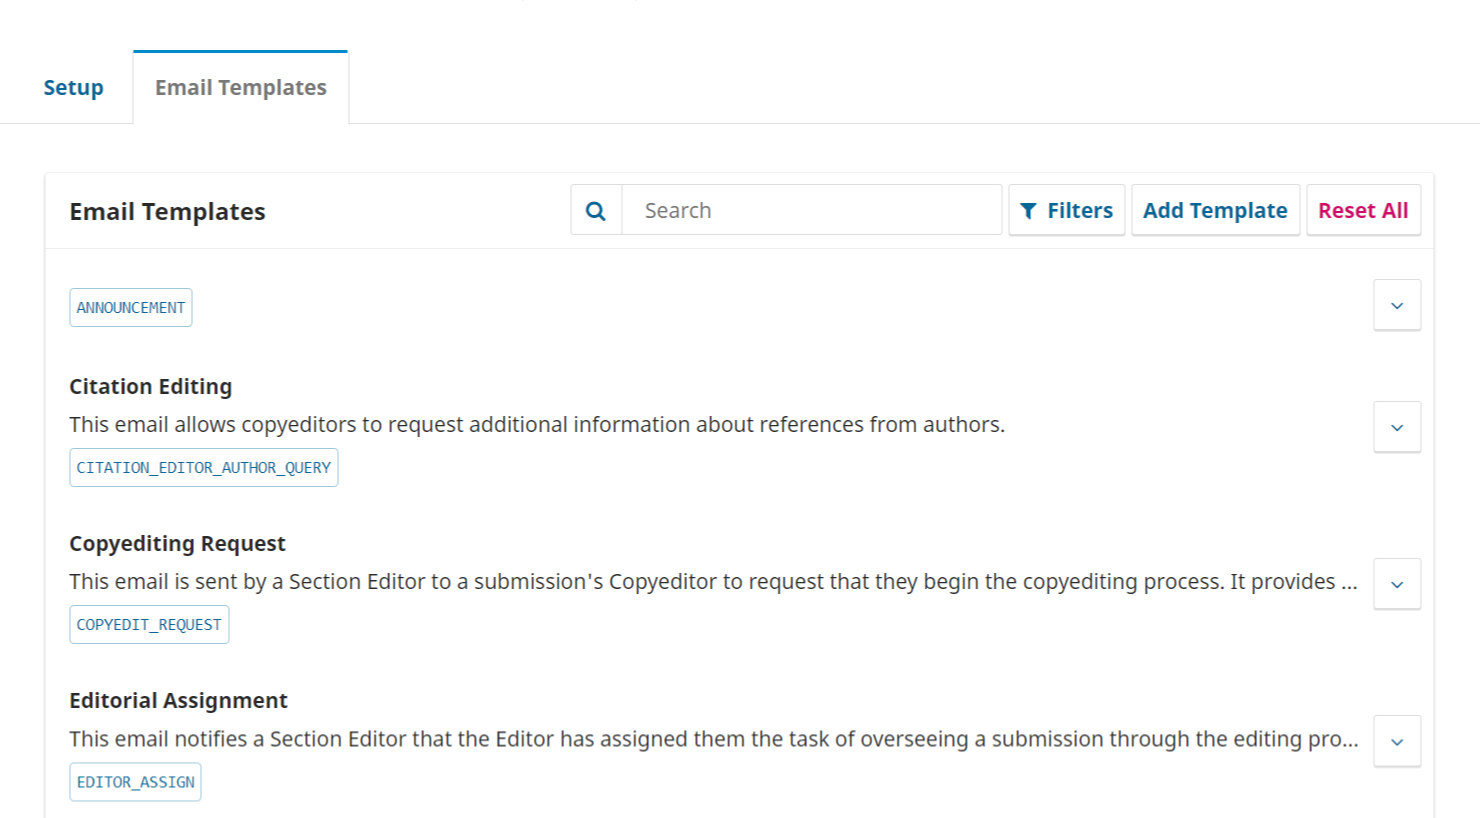 Setup
Email Templates
Email Templates
Search
Filters
Add Template
Reset All
ANNOUNCEMENT
Citation Editing
This email allows copyeditors to request additional information about references from authors.
CITATION_EDITOR_AUTHOR_QUERY
Copyediting Request
This email is sent by a Section Editor to a submission's Copyeditor to request that they begin the copyediting process. It provides ...
COPYEDIT_REQUEST
Editorial Assignment
This email notifies a Section Editor that the Editor has assigned them the task of overseeing a submission through the editing pro...
EDITOR_ASSIGN